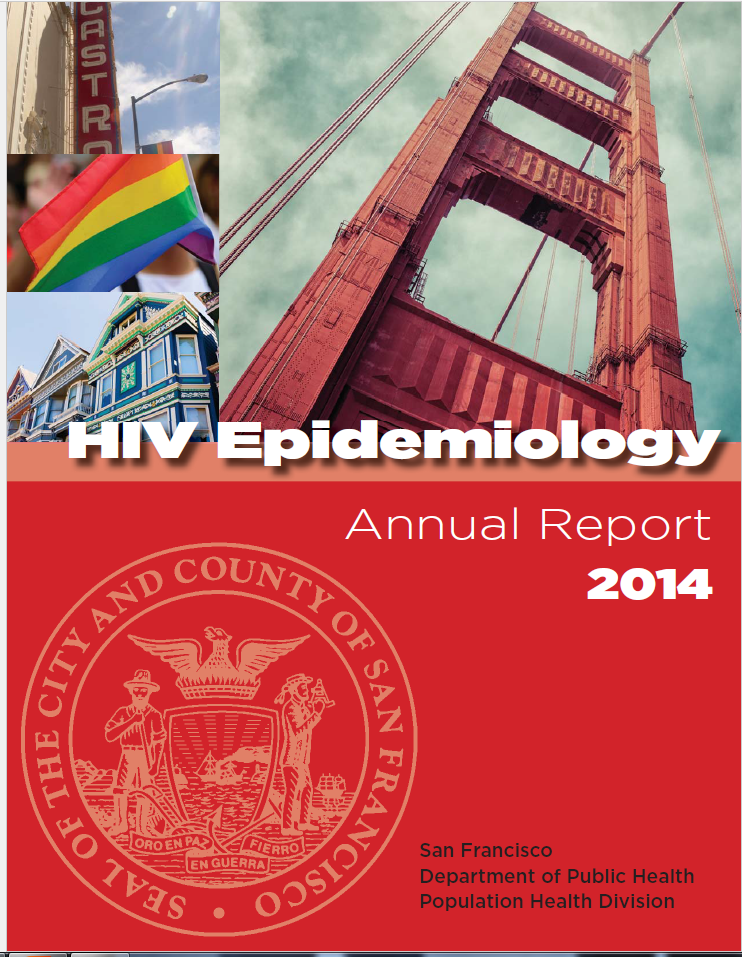 CASTRO
HIV Epidemiology
Annual Report
2014
SEAL OF THE CITY AND COUNTY OF SAN FRANCISCO
ORO EN PAZ
FIERRO
EN GUERRA
San Francisco
Department of Public Health
Population Health Division